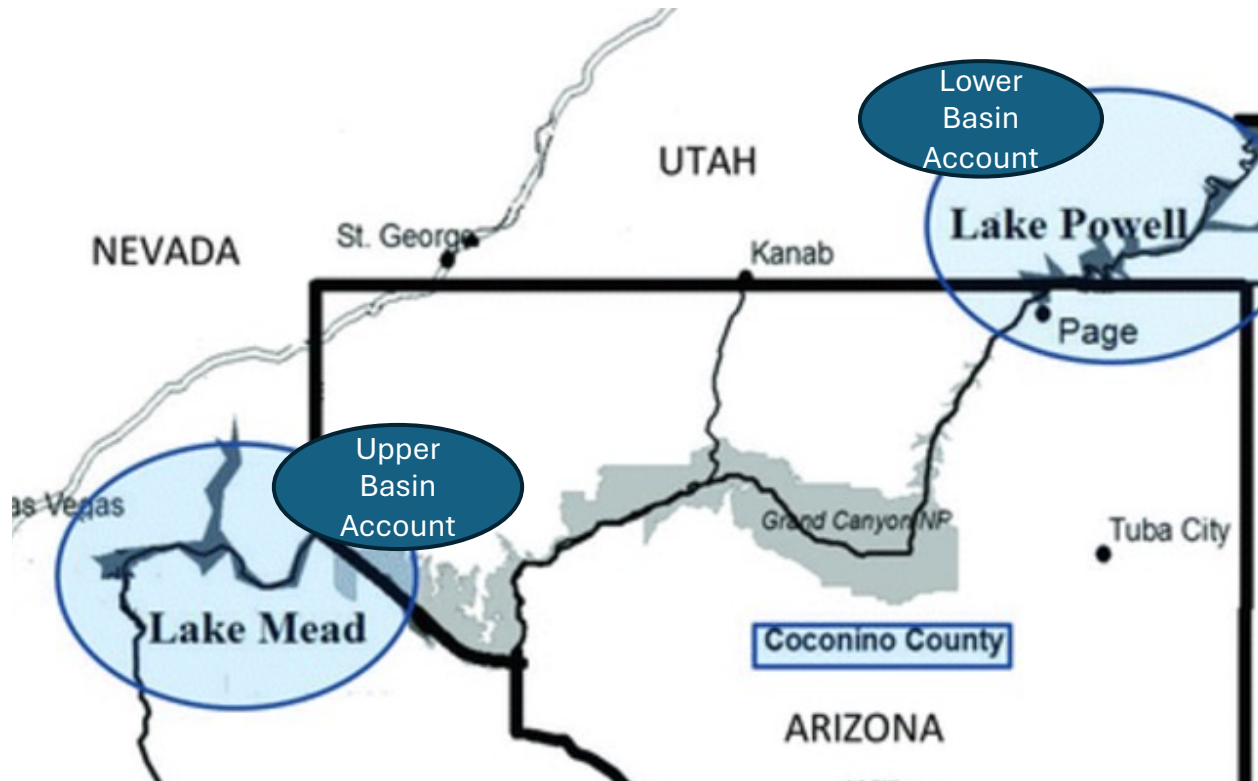 Lower
Basin
Account
UTAH
Lake Powell
NEVADA
St. George
Kanab
Page
Upper
Basin
Account
as Vegas
Grand Canyon NP
Tuba City
Lake Mead
Coconino County
ARIZONA